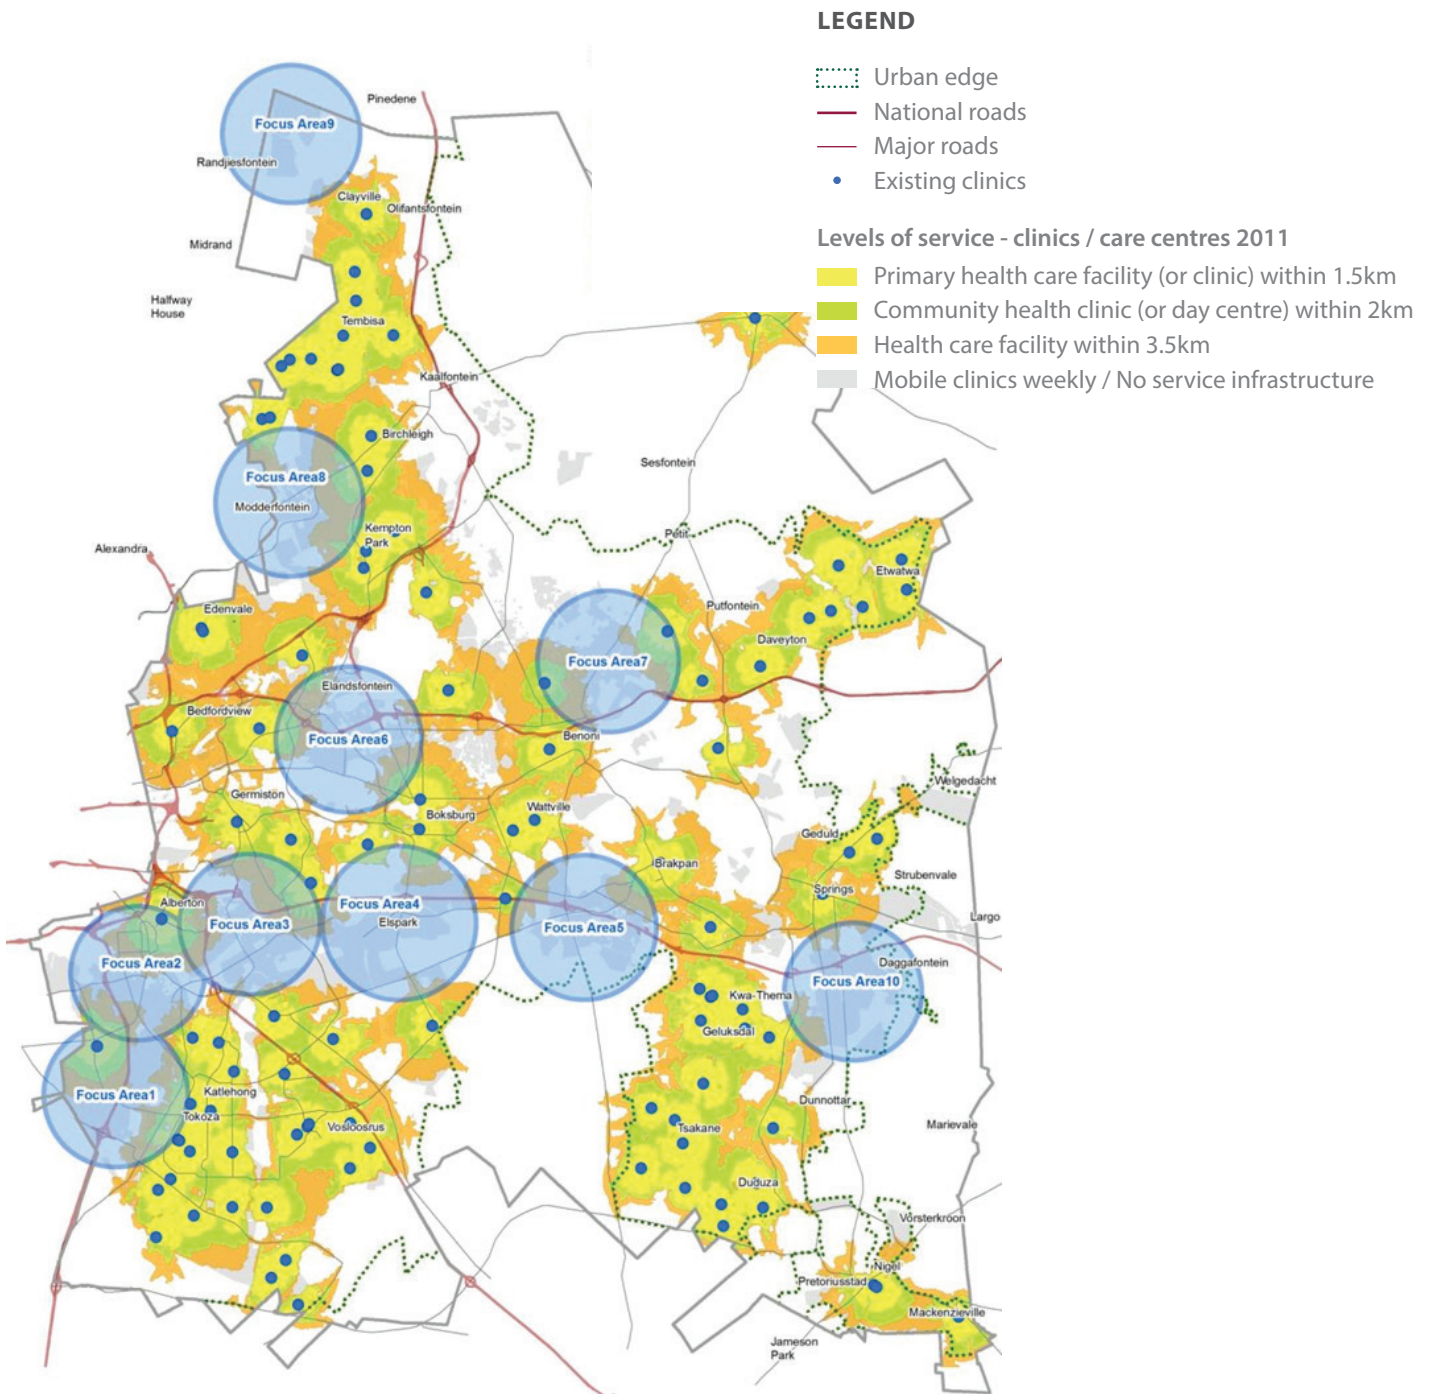 LEGEND
Urban edge
National roads
Major roads
Existing clinics
Levels of service - clinics / care centres 2011
Primary health care facility (or clinic) within 1.5km
Community health clinic (or day centre) within 2km
Health care facility within 3.5km
Mobile clinics weekly / No service infrastructure
Pinedene
Focus Area9
Randjiesfontein
Clayville
Olifantsfontein
Midrand
Halfway
House
Tembisa
Kaalfontein
Birchleigh
Sesfontein
Focus Area8
Modderfontein
Kempton
Park
Petit
Alexandra
Etwatwa
Edenvale
Putfontein
Daveyton
Focus Area7
Elandsfontein
Bedfordview
Focus Area6
Benoni
Welgedacht
Germiston
Boksburg
Wattville
Geduld
Brakpan
Strubenvale
Springs
Alberton
Focus Area4
Largo
Focus Area3
Elspark
Focus Area5
Focus Area2
Daggafontein
Focus Area10
Kwa-Thema
Geluksdal
Focus Area1
Katlehong
Dunnottar
Tokoza
Vosloosrus
Tsakane
Marievale
Duduza
Vorsterkroon
Nigel
Pretoriusstad
Mackenzieville
Jameson
Park